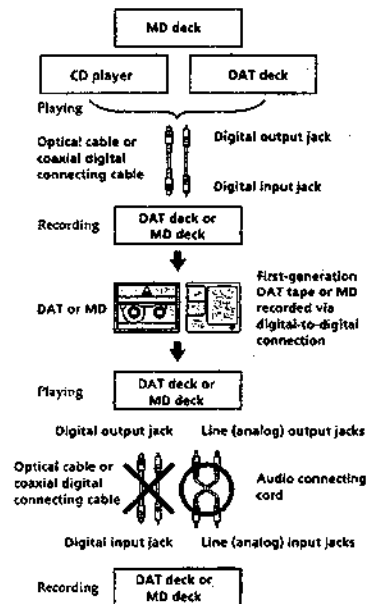 MD deck
CD player
DAT deck
Playing
Optical cable or
coaxial digital
connecting cable
Digital output jack
Digital input jack
Recording
DAT deck or
MD deck
DAT or MD
First-generation
DAT tape or MD
recorded via
digital-to-digital
connection
Playing
DAT deck or
MD deck
Digital output jack
Line (analog) output jacks
Optical cable or
coaxial digital
connecting cable
Audio connecting
cord
Digital input jack
Line (analog) input jacks
Recording
DAT deck or
MD deck